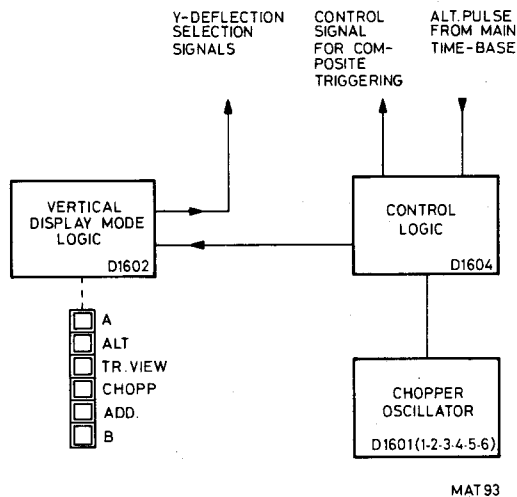 Y-DEFLECTION
SELECTION
SIGNALS
CONTROL
SIGNAL
FOR COM-
POSITE
TRIGGERING
ALT. PULSE
FROM MAIN
TIME-BASE
VERTICAL
DISPLAY MODE
LOGIC
D1602
CONTROL
LOGIC
D1604
A
ALT
TR.VIEW
CHOPP
ADD.
B
CHOPPER
OSCILLATOR
D1601(1-2-3-4-5-6)
MAT93